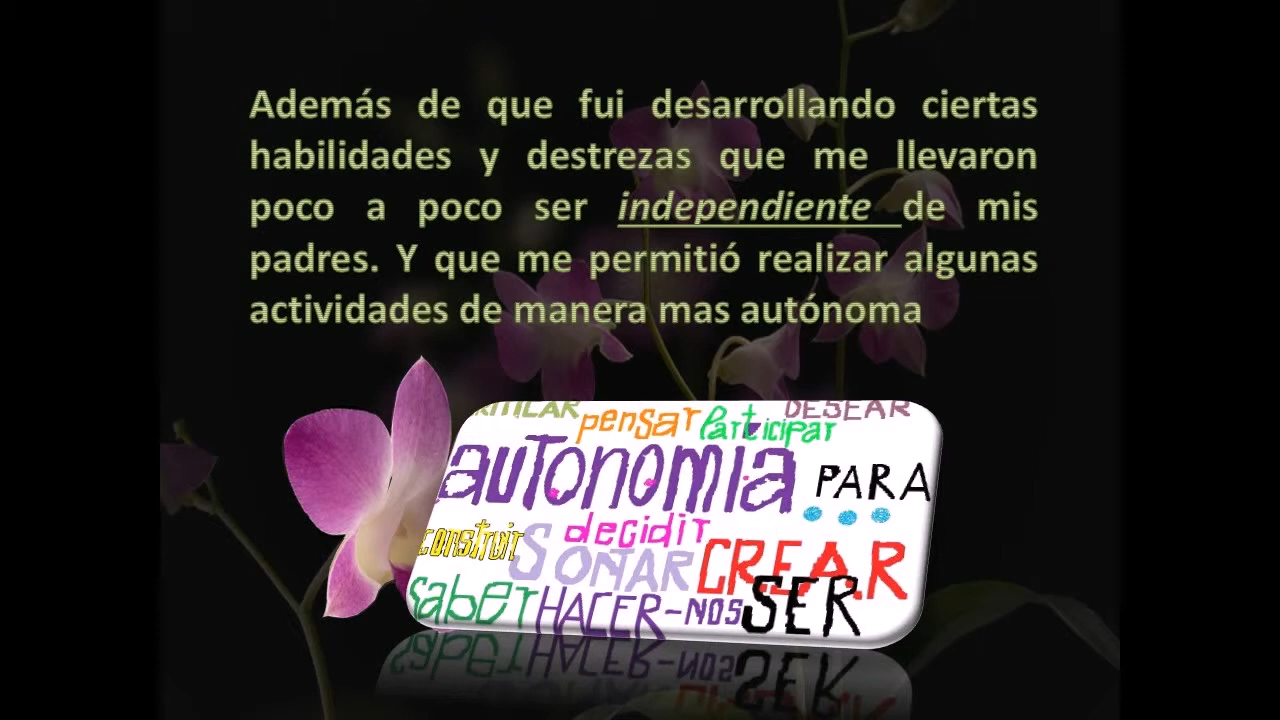 Además de que fui desarrollando ciertas
habilidades y destrezas que me llevaron
poco a poco ser independiente de mis
padres. Y que me permitió realizar algunas
actividades de manera mas autónoma
pensar Participar DESEAR
autonomía PARA
decidir
construir SOÑAR CREAR
saber HACER-NOS SER